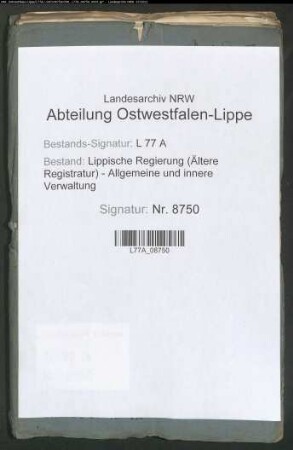 Landesarchiv NRW
Abteilung Ostwestfalen-Lippe
Bestands-Signatur: L 77 A
Bestand: Lippische Regierung (Ältere
Registratur) - Allgemeine und innere
Verwaltung
Signatur: Nr. 8750
L77A_08750